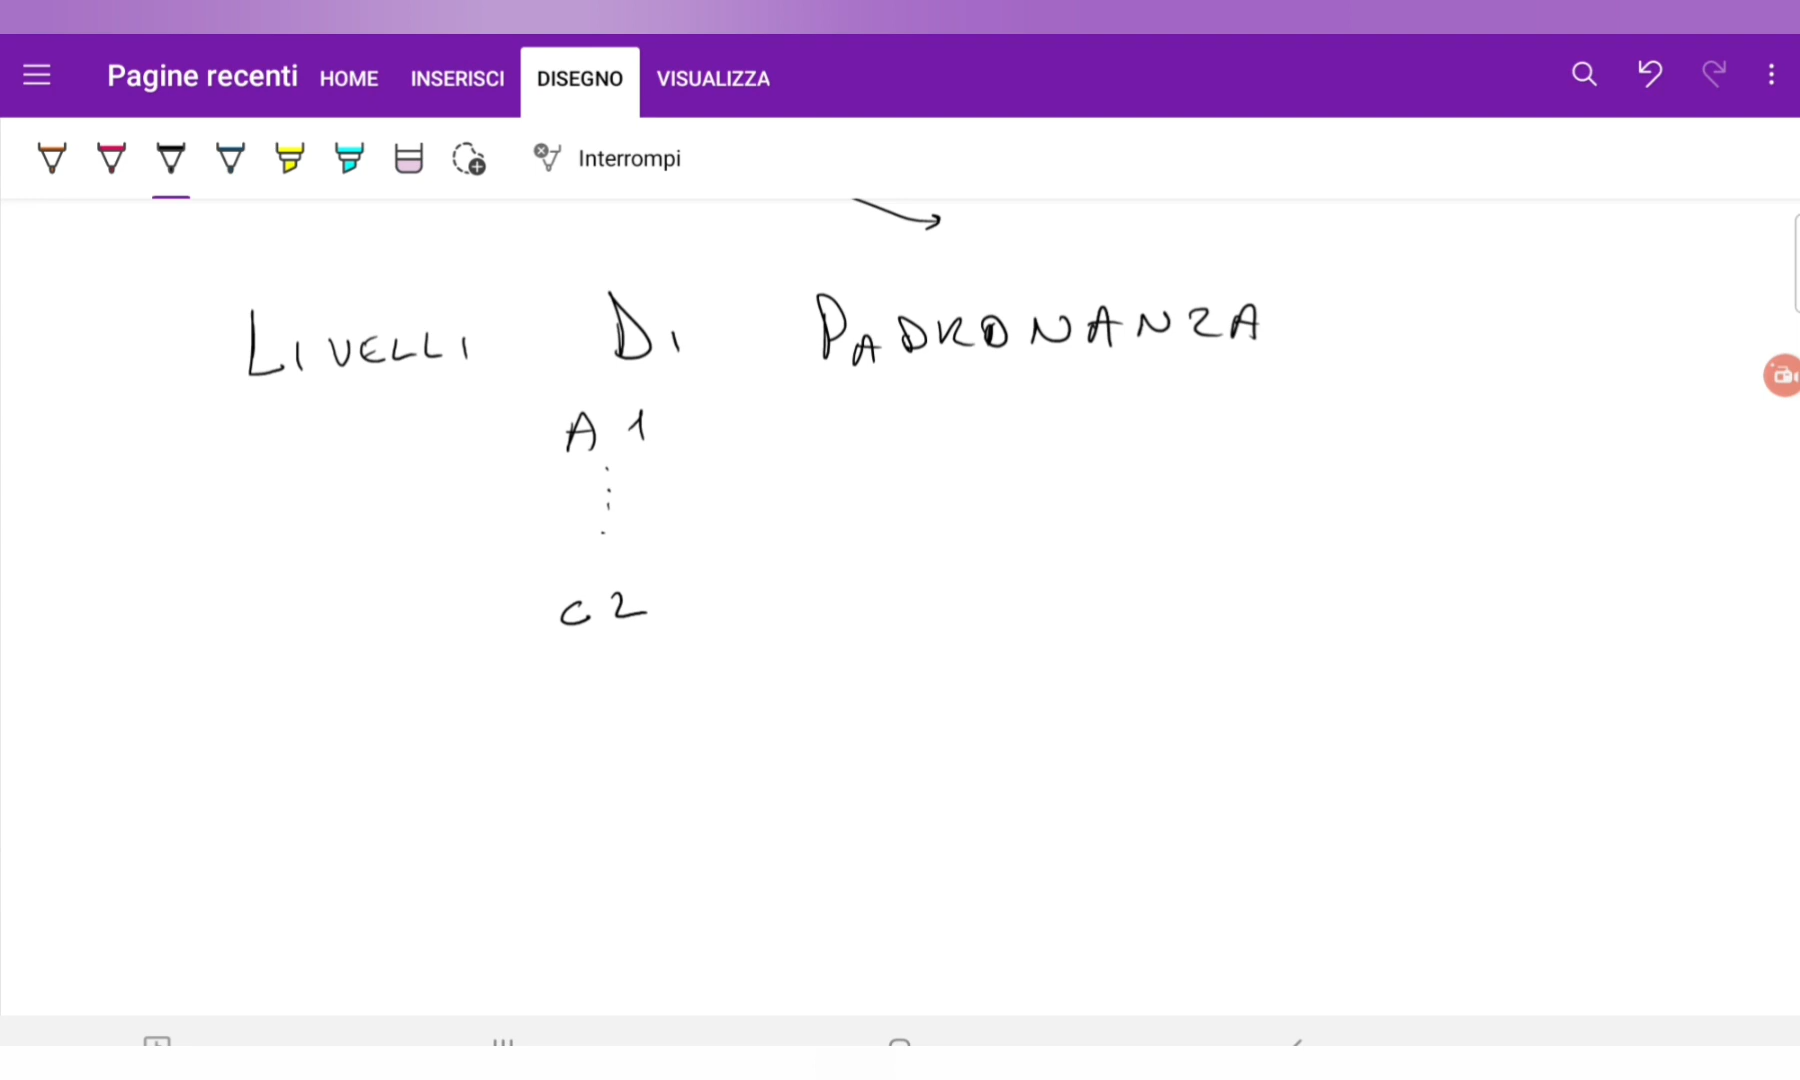 Pagine recenti HOME INSERISCI DISEGNO VISUALIZZA
Interrompi
LIVELLI DI PADRONANZA
A1
C2